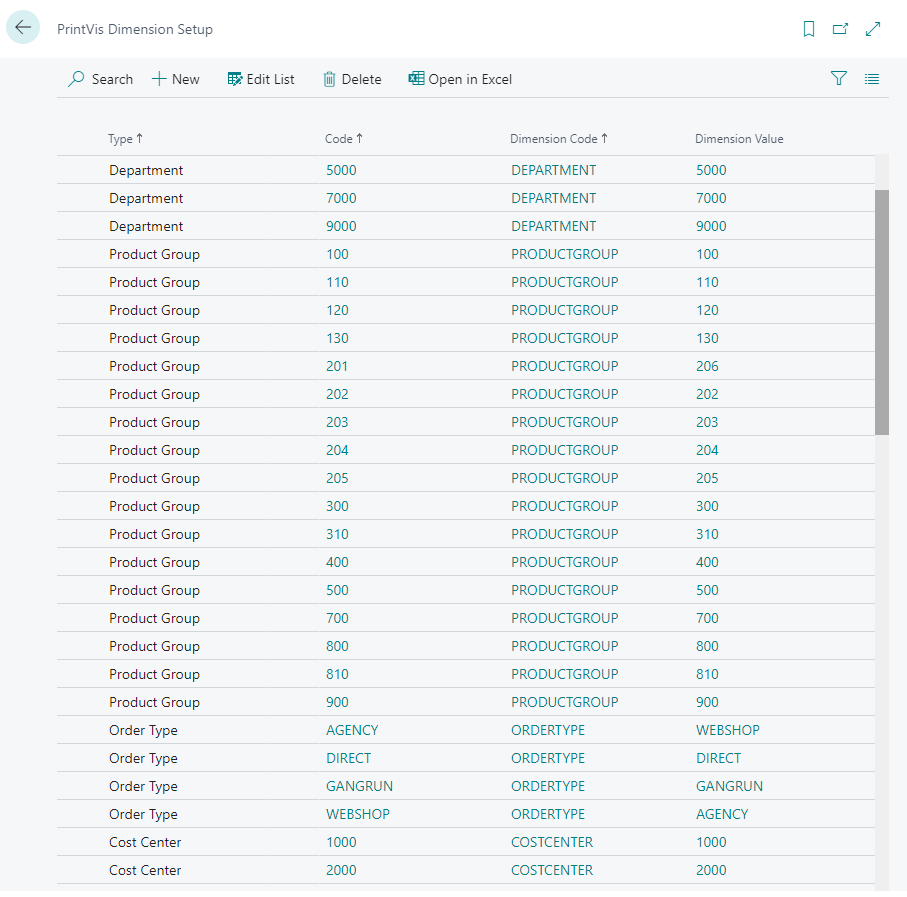 PrintVis Dimension Setup
Search New Edit List Delete Open in Excel
Type ↑ Code ↑ Dimension Code ↑ Dimension Value
Department 5000 DEPARTMENT 5000
Department 7000 DEPARTMENT 7000
Department 9000 DEPARTMENT 9000
Product Group 100 PRODUCTGROUP 100
Product Group 110 PRODUCTGROUP 110
Product Group 120 PRODUCTGROUP 120
Product Group 130 PRODUCTGROUP 130
Product Group 201 PRODUCTGROUP 206
Product Group 202 PRODUCTGROUP 202
Product Group 203 PRODUCTGROUP 203
Product Group 204 PRODUCTGROUP 204
Product Group 205 PRODUCTGROUP 205
Product Group 300 PRODUCTGROUP 300
Product Group 310 PRODUCTGROUP 310
Product Group 400 PRODUCTGROUP 400
Product Group 500 PRODUCTGROUP 500
Product Group 700 PRODUCTGROUP 700
Product Group 800 PRODUCTGROUP 800
Product Group 810 PRODUCTGROUP 810
Product Group 900 PRODUCTGROUP 900
Order Type AGENCY ORDERTYPE WEBSHOP
Order Type DIRECT ORDERTYPE DIRECT
Order Type GANGRUN ORDERTYPE GANGRUN
Order Type WEBSHOP ORDERTYPE AGENCY
Cost Center 1000 COSTCENTER 1000
Cost Center 2000 COSTCENTER 2000